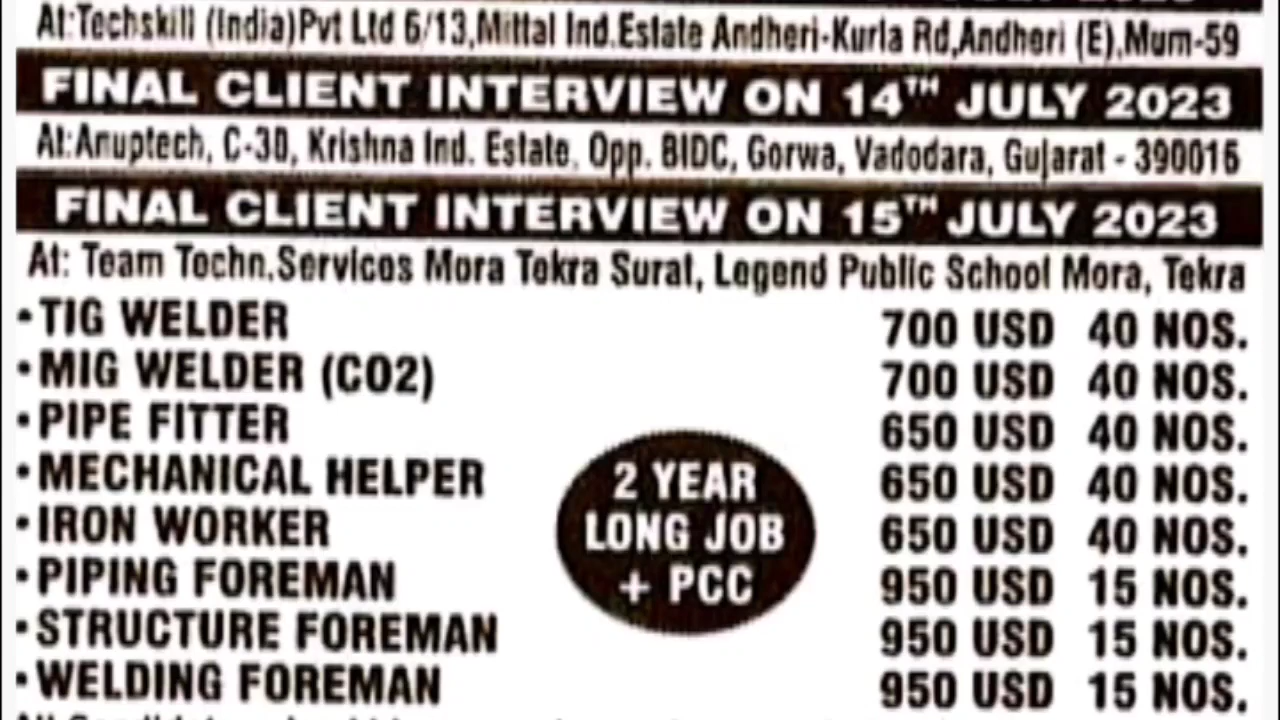 At:Techskill (India)Pvt Ltd 6/13,Mittal Ind.Estate Andheri-Kurla Rd,Andheri (E),Mum-59
FINAL CLIENT INTERVIEW ON 14TH JULY 2023
At:Anuptech, C-30, Krishna Ind. Estate, Opp. BIDC, Gorwa, Vadodara, Gujarat - 390016
FINAL CLIENT INTERVIEW ON 15TH JULY 2023
At: Team Techn.Services Mora Tekra Surat, Legend Public School Mora, Tekra
• TIG WELDER 700 USD 40 NOS.
• MIG WELDER (CO2) 700 USD 40 NOS.
• PIPE FITTER 650 USD 40 NOS.
• MECHANICAL HELPER 650 USD 40 NOS.
• IRON WORKER 650 USD 40 NOS.
• PIPING FOREMAN 950 USD 15 NOS.
• STRUCTURE FOREMAN 950 USD 15 NOS.
• WELDING FOREMAN 950 USD 15 NOS.
2 YEAR
LONG JOB
+ PCC